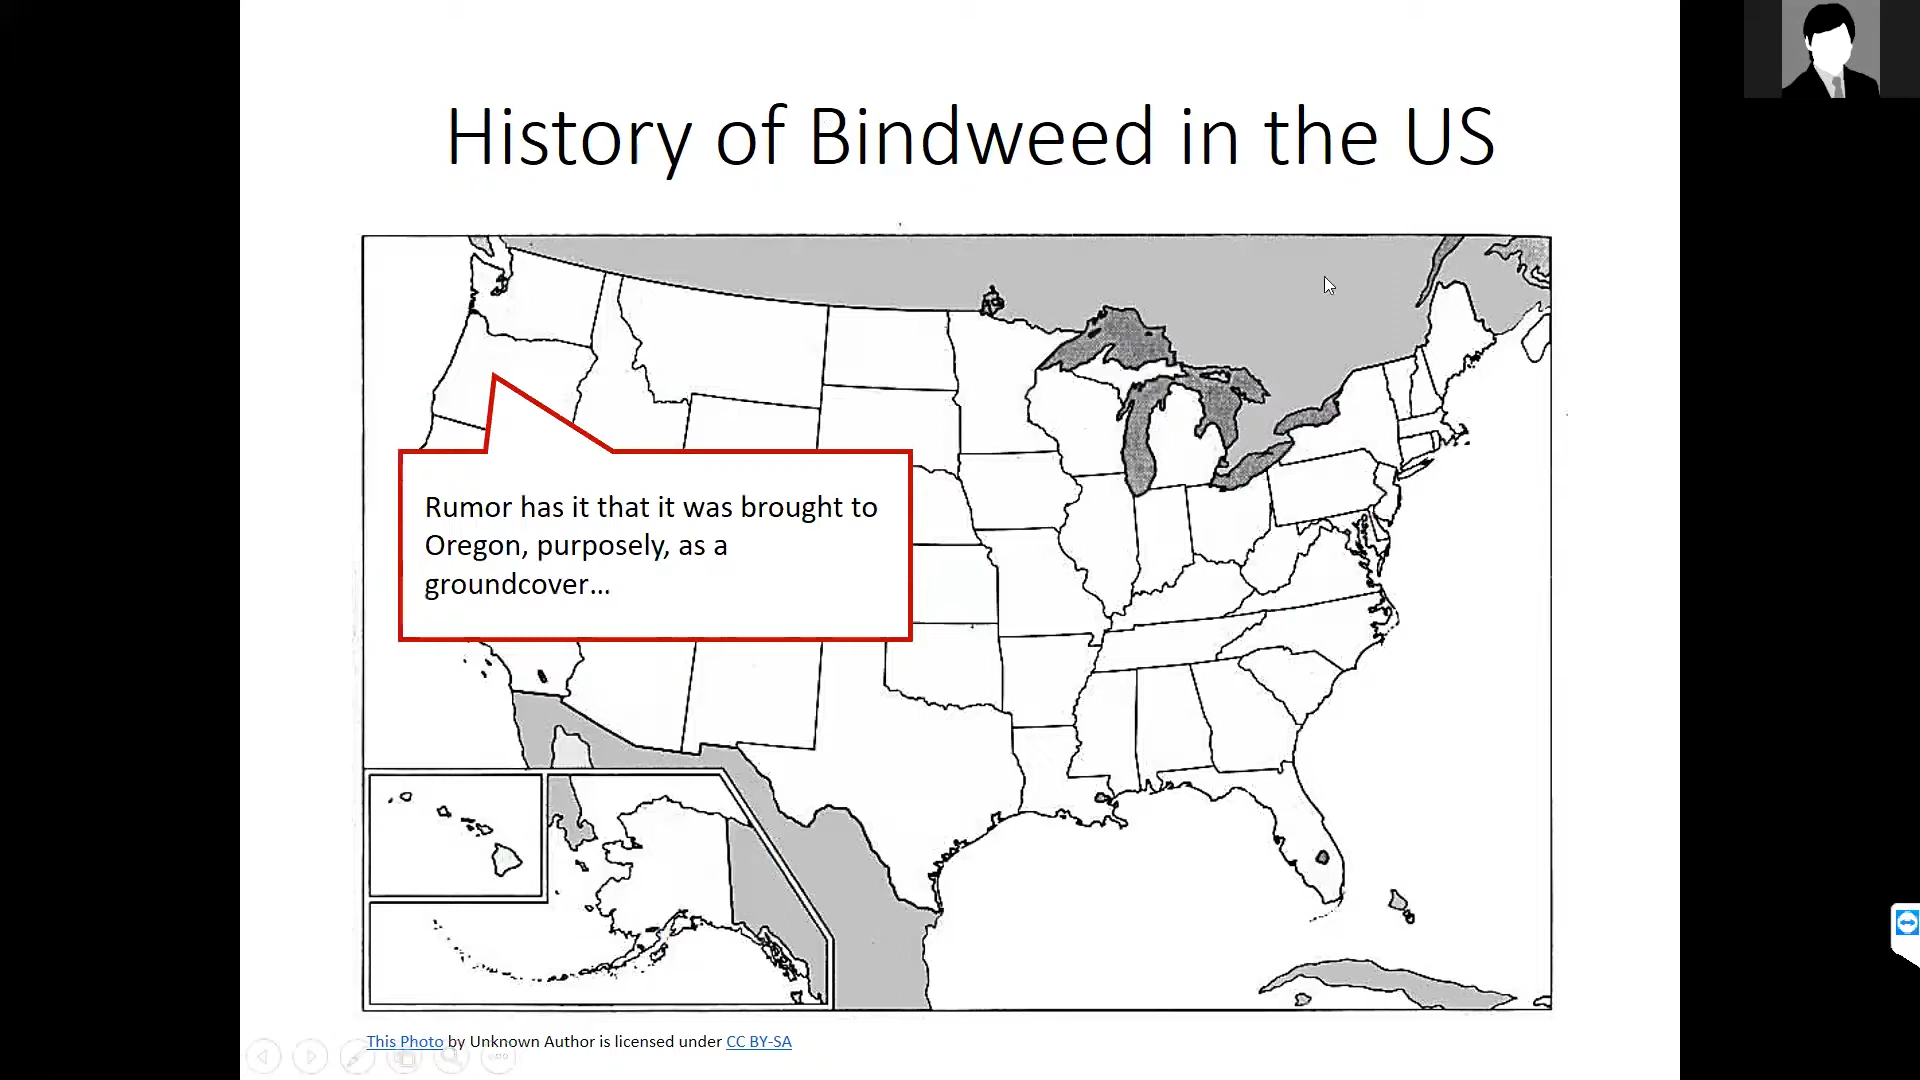 History of Bindweed in the US
Rumor has it that it was brought to
Oregon, purposely, as a
groundcover...
This Photo by Unknown Author is licensed under CC BY-SA